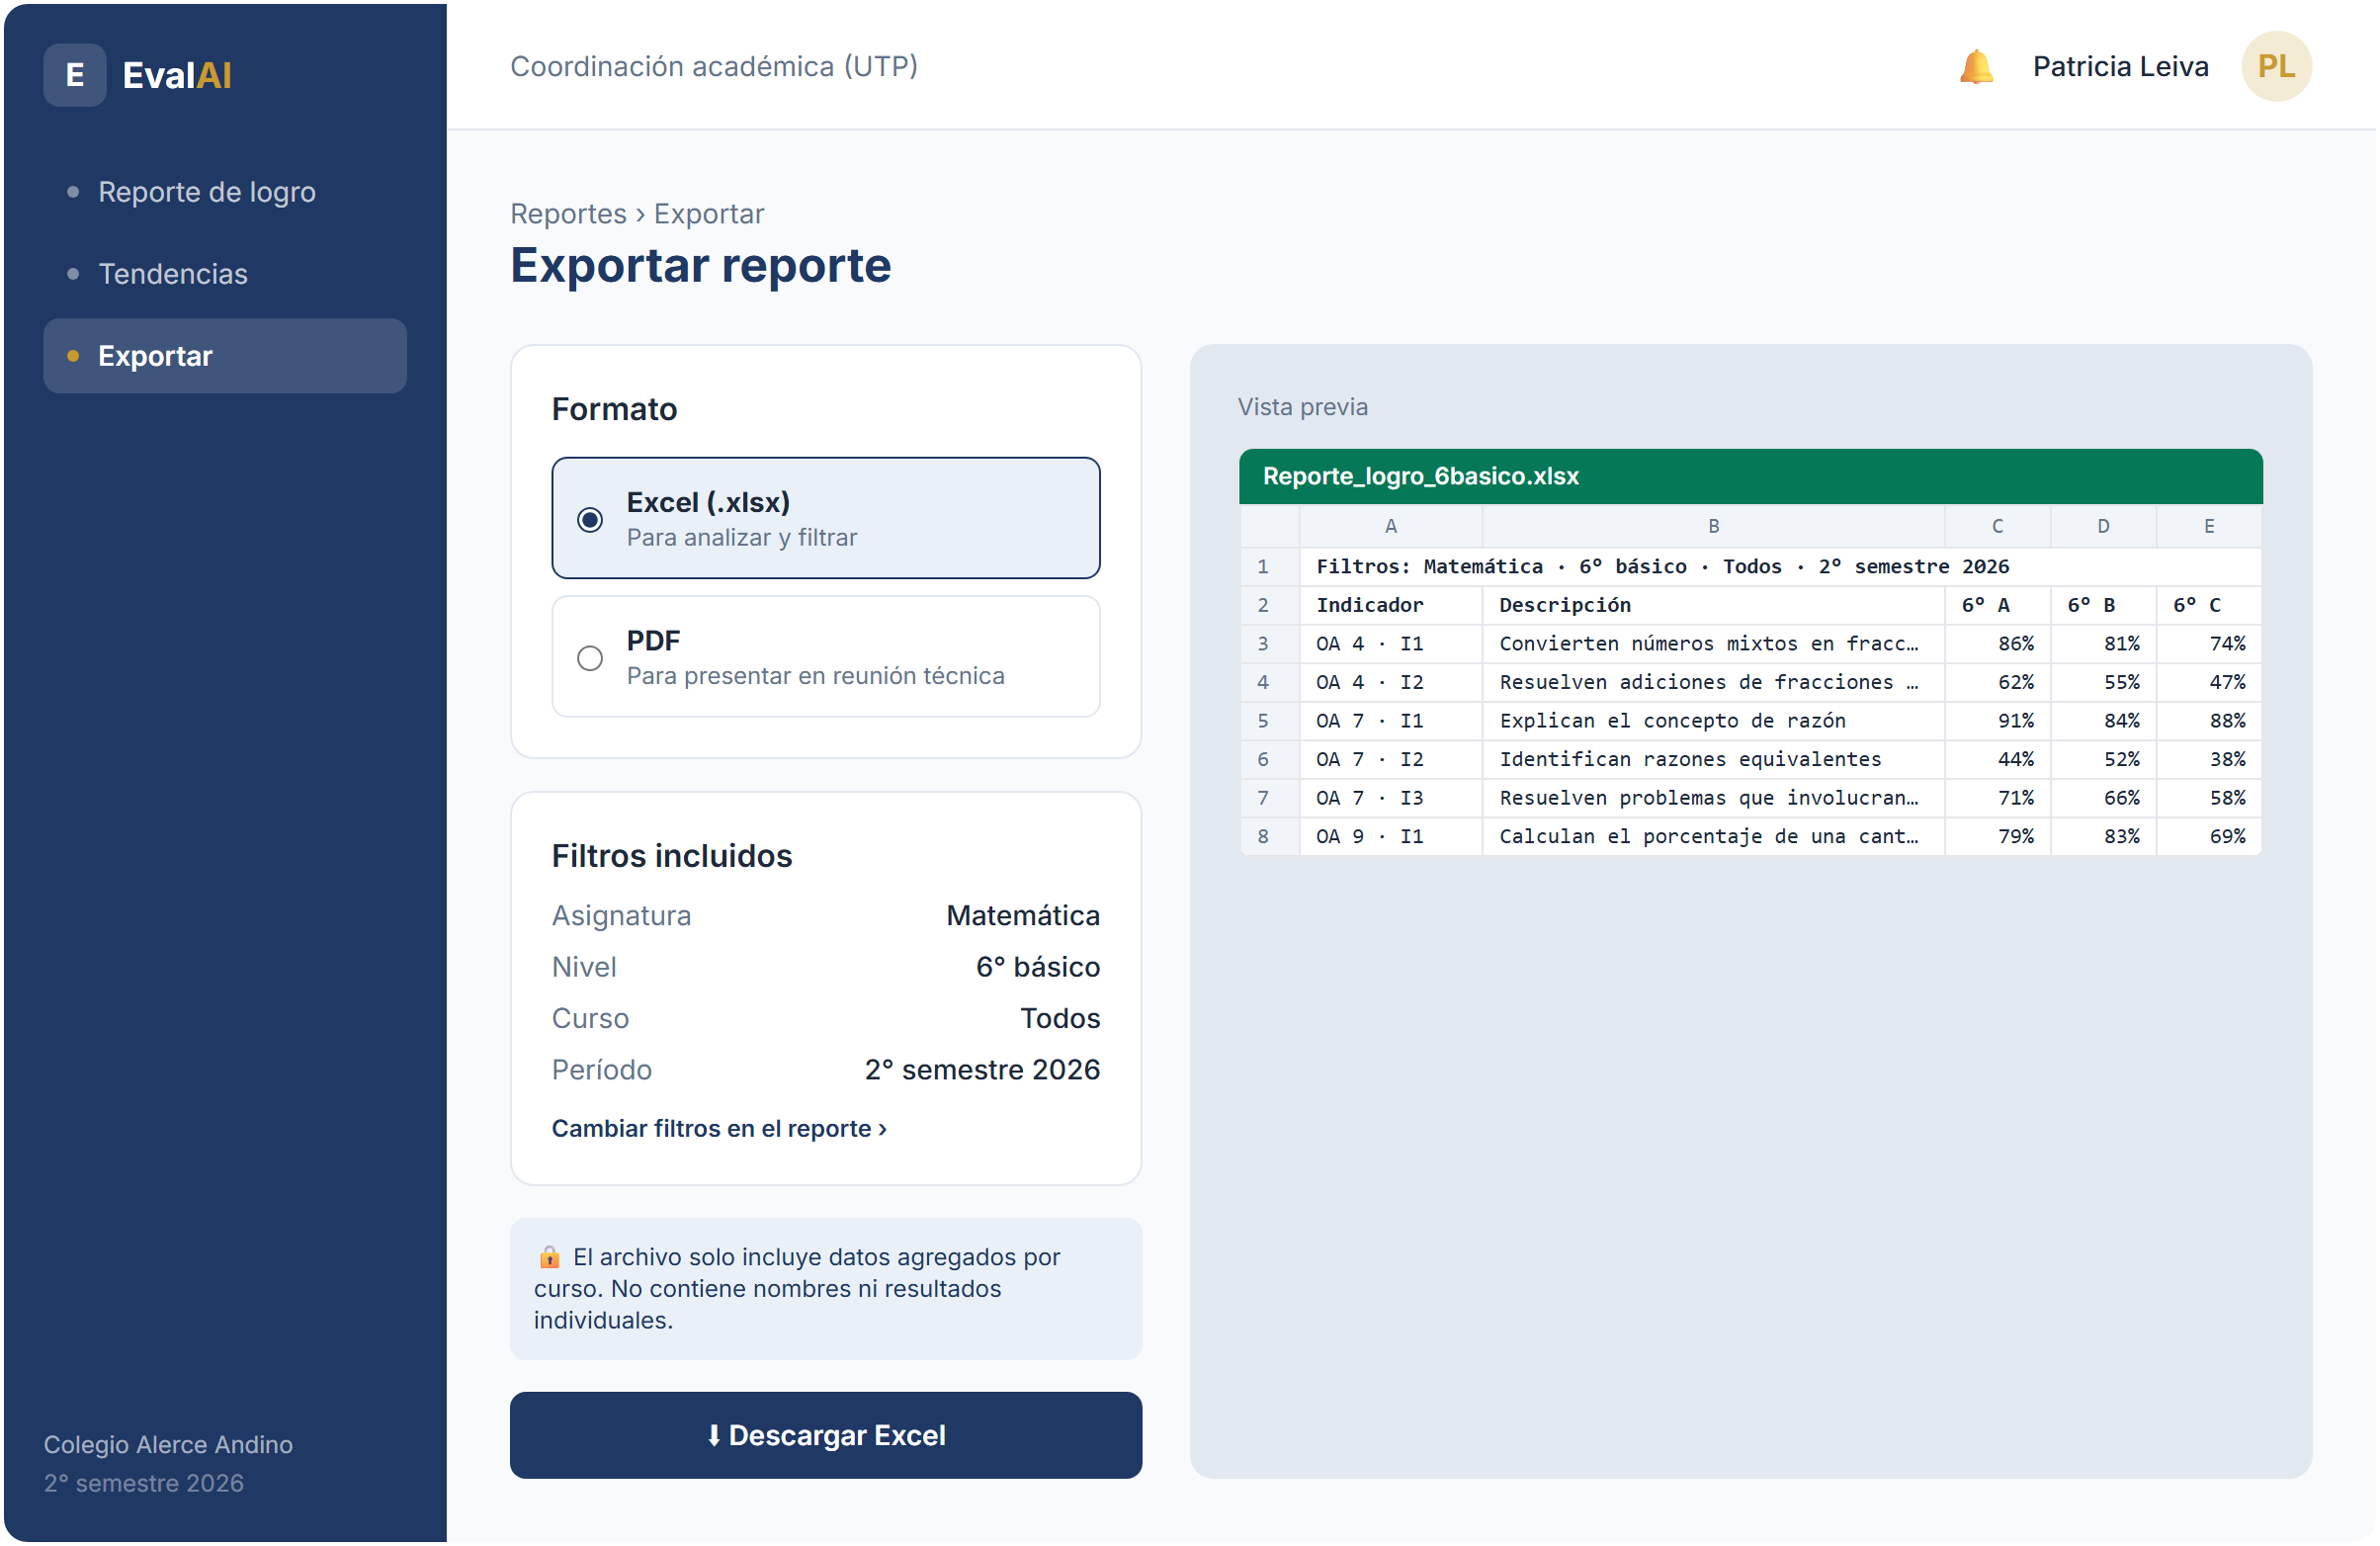 E EvalAI
Reporte de logro
Tendencias
Exportar
Colegio Alerce Andino
2° semestre 2026
Coordinación académica (UTP)
Patricia Leiva
PL
Reportes › Exportar
Exportar reporte
Formato
Excel (.xlsx)
Para analizar y filtrar
PDF
Para presentar en reunión técnica
Filtros incluidos
Asignatura Matemática
Nivel 6° básico
Curso Todos
Período 2° semestre 2026
Cambiar filtros en el reporte ›
🔒 El archivo solo incluye datos agregados por
curso. No contiene nombres ni resultados
individuales.
⬇ Descargar Excel
Vista previa
Reporte_logro_6basico.xlsx
A B C D E
1 Filtros: Matemática · 6° básico · Todos · 2° semestre 2026
2 Indicador Descripción 6° A 6° B 6° C
3 OA 4 · I1 Convierten números mixtos en fracc… 86% 81% 74%
4 OA 4 · I2 Resuelven adiciones de fracciones … 62% 55% 47%
5 OA 7 · I1 Explican el concepto de razón 91% 84% 88%
6 OA 7 · I2 Identifican razones equivalentes 44% 52% 38%
7 OA 7 · I3 Resuelven problemas que involucran… 71% 66% 58%
8 OA 9 · I1 Calculan el porcentaje de una cant… 79% 83% 69%